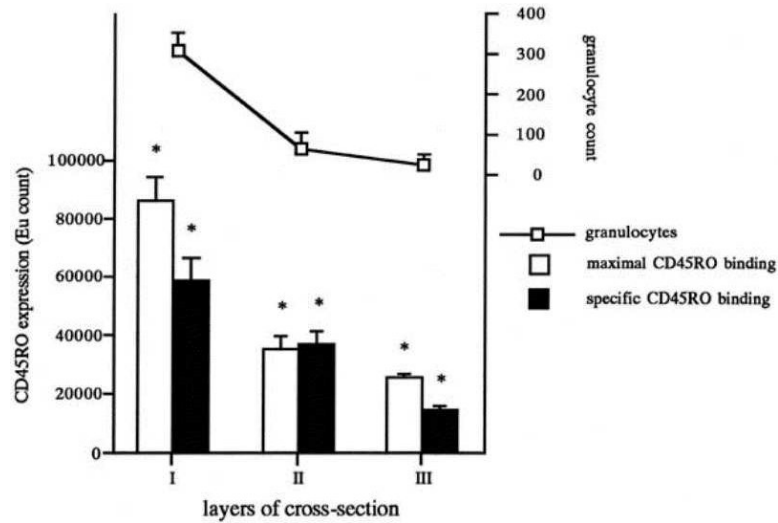 400
300
200
100
0
granulocyte count
100000
80000
60000
40000
20000
0
CD45RO expression (Eu count)
* * * * * *
I II III
layers of cross-section
granulocytes
maximal CD45RO binding
specific CD45RO binding